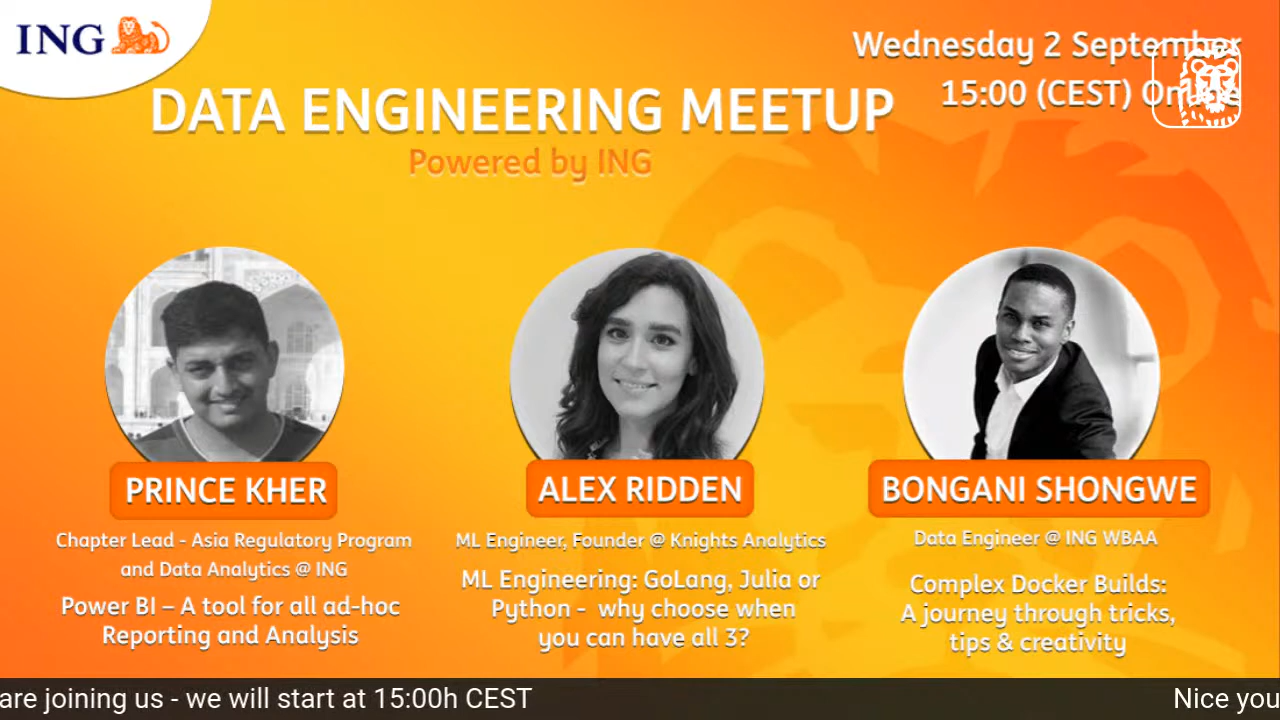 ING
Wednesday 2 September
15:00 (CEST) Online
DATA ENGINEERING MEETUP
Powered by ING
PRINCE KHER
Chapter Lead - Asia Regulatory Program
and Data Analytics @ ING
Power BI – A tool for all ad-hoc
Reporting and Analysis
ALEX RIDDEN
ML Engineer, Founder @ Knights Analytics
ML Engineering: GoLang, Julia or
Python - why choose when
you can have all 3?
BONGANI SHONGWE
Data Engineer @ ING WBAA
Complex Docker Builds:
A journey through tricks,
tips & creativity
are joining us - we will start at 15:00h CEST
Nice you